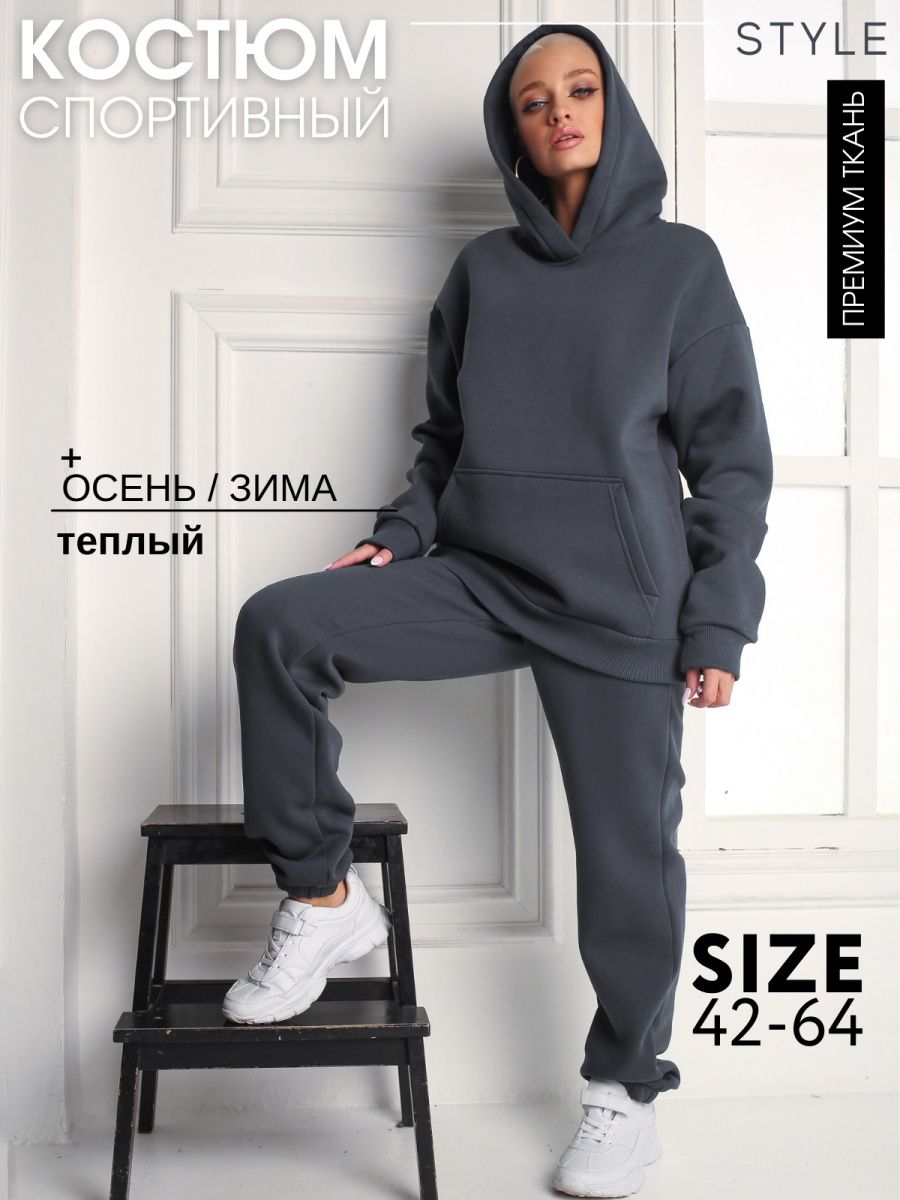 КОСТЮМ
СПОРТИВНЫЙ
STYLE
ПРЕМИУМ ТКАНЬ
+
ОСЕНЬ / ЗИМА
теплый
SIZE
42-64